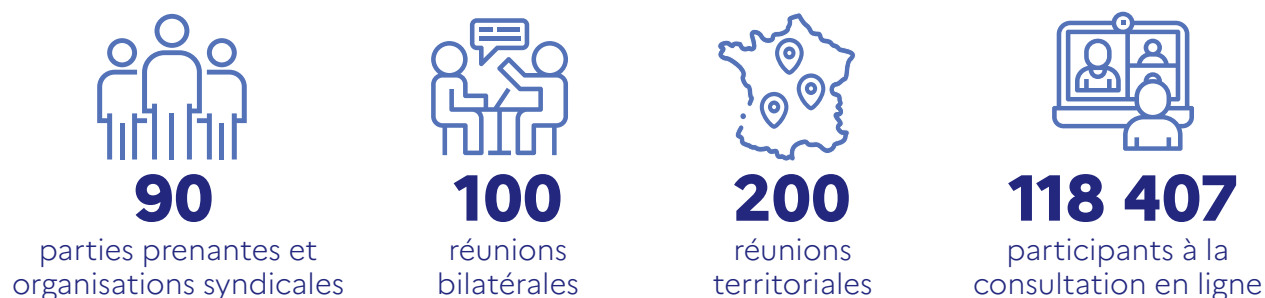 90
parties prenantes et
organisations syndicales
100
réunions
bilatérales
200
réunions
territoriales
118 407
participants à la
consultation en ligne